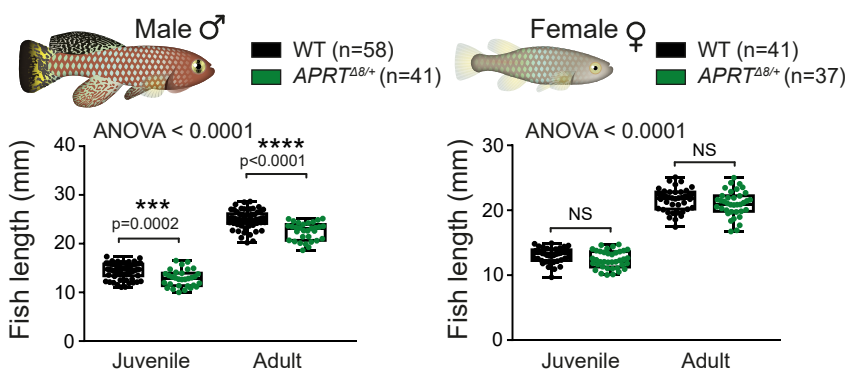 Male ♂
WT (n=58)
APRTΔ8/+ (n=41)
ANOVA < 0.0001
Fish length (mm)
40
30
20
10
0
***
p=0.0002
****
p<0.0001
Juvenile
Adult
Female ♀
WT (n=41)
APRTΔ8/+ (n=37)
ANOVA < 0.0001
Fish length (mm)
30
20
10
0
NS
NS
Juvenile
Adult